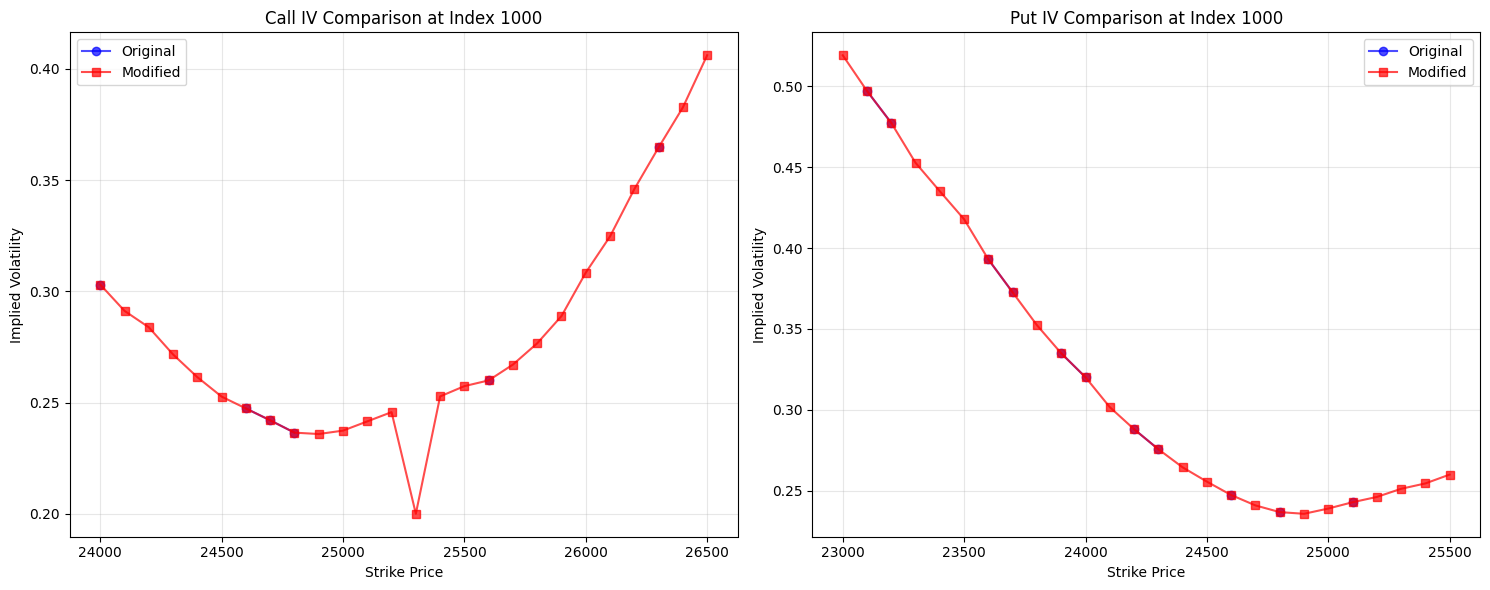 Call IV Comparison at Index 1000
Original
Modified
Implied Volatility
0.40
0.35
0.30
0.25
0.20
24000 24500 25000 25500 26000 26500
Strike Price
Put IV Comparison at Index 1000
Original
Modified
Implied Volatility
0.50
0.45
0.40
0.35
0.30
0.25
23000 23500 24000 24500 25000 25500
Strike Price